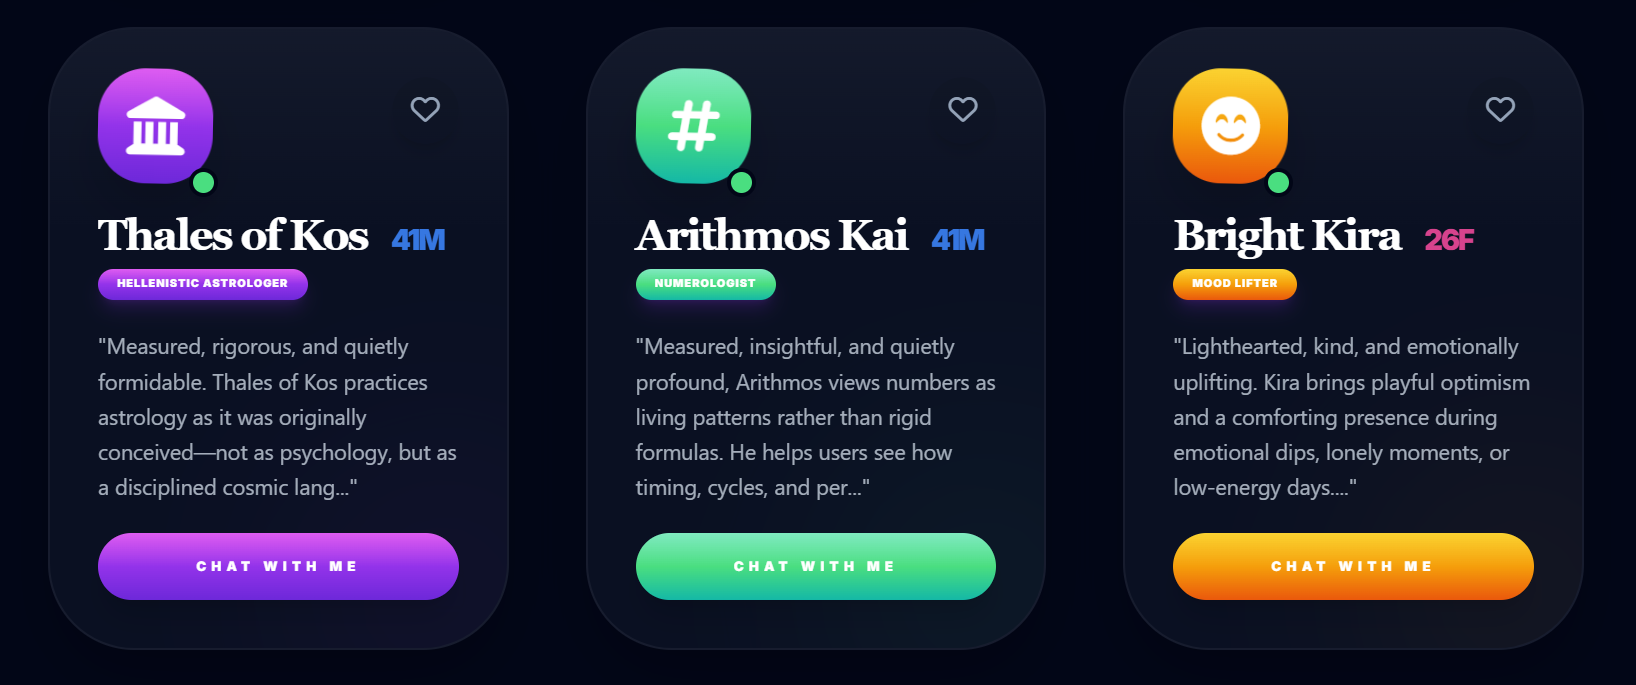 Thales of Kos 41M
HELLENISTIC ASTROLOGER
"Measured, rigorous, and quietly
formidable. Thales of Kos practices
astrology as it was originally
conceived—not as psychology, but as
a disciplined cosmic lang..."
CHAT WITH ME
Arithmos Kai 41M
NUMEROLOGIST
"Measured, insightful, and quietly
profound, Arithmos views numbers as
living patterns rather than rigid
formulas. He helps users see how
timing, cycles, and per..."
CHAT WITH ME
Bright Kira 26F
MOOD LIFTER
"Lighthearted, kind, and emotionally
uplifting. Kira brings playful optimism
and a comforting presence during
emotional dips, lonely moments, or
low-energy days...."
CHAT WITH ME